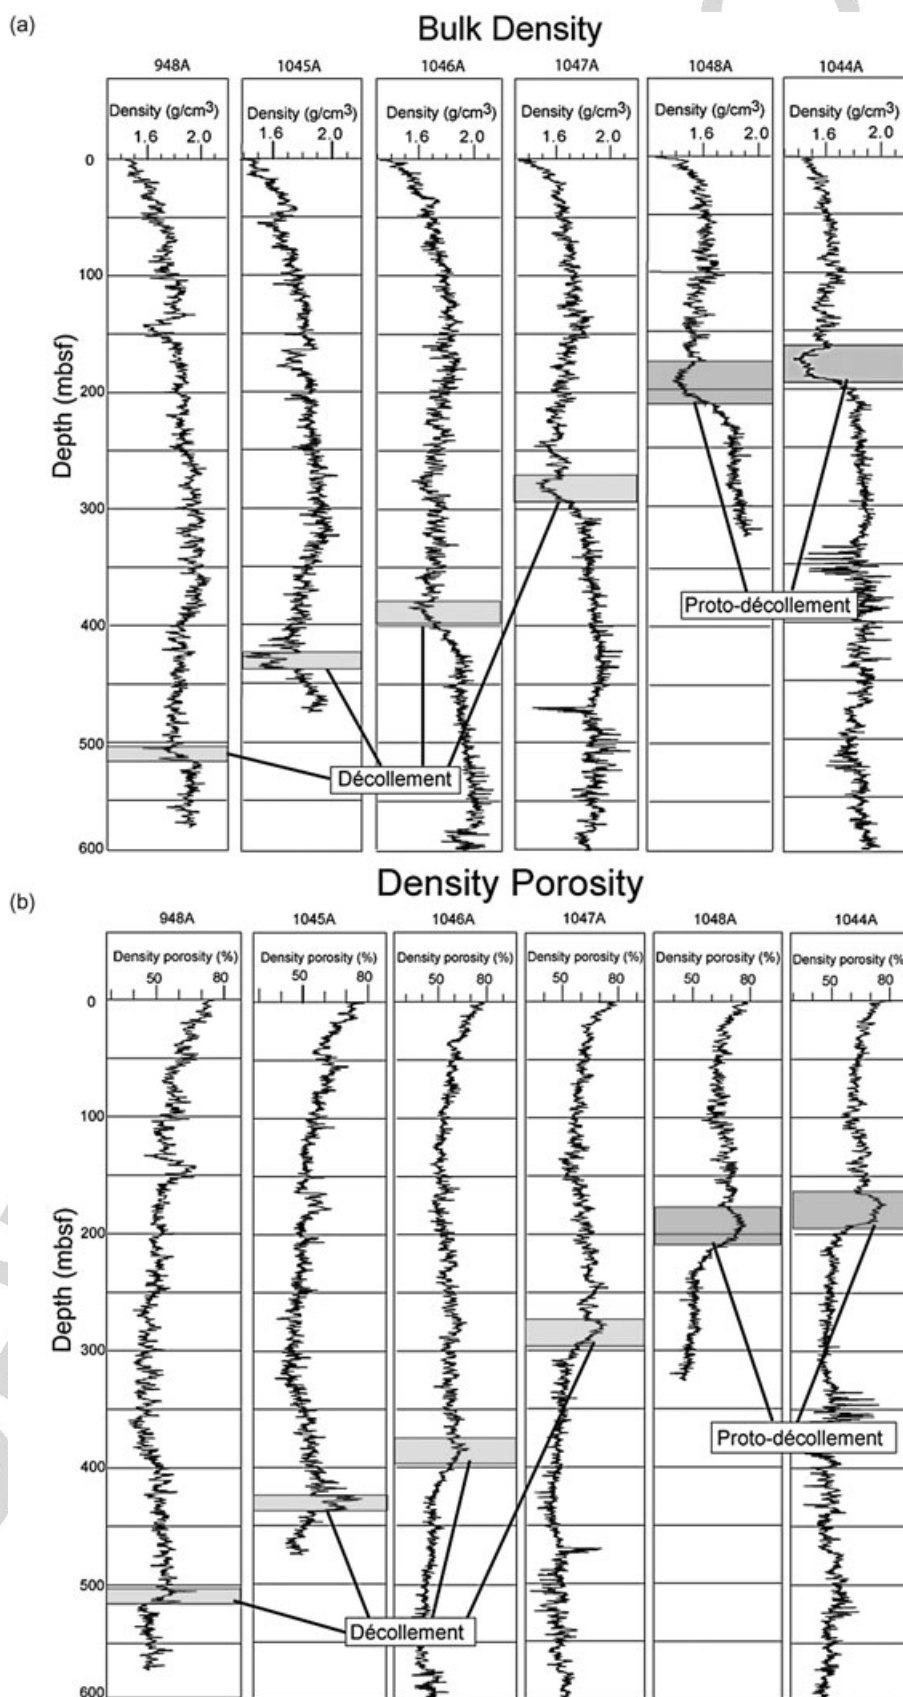 (a)
Bulk Density
948A 1045A 1046A 1047A 1048A 1044A
Density (g/cm³) Density (g/cm³) Density (g/cm³) Density (g/cm³) Density (g/cm³) Density (g/cm³)
1.6 2.0 1.6 2.0 1.6 2.0 1.6 2.0 1.6 2.0 1.6 2.0
0
100
200
300
400
500
600
Depth (mbsf)
Proto-décollement
Décollement
(b)
Density Porosity
948A 1045A 1046A 1047A 1048A 1044A
Density porosity (%) Density porosity (%) Density porosity (%) Density porosity (%) Density porosity (%) Density porosity (%
50 80 50 80 50 80 50 80 50 80 50 80
0
100
200
300
400
500
600
Depth (mbsf)
Proto-décollement
Décollement